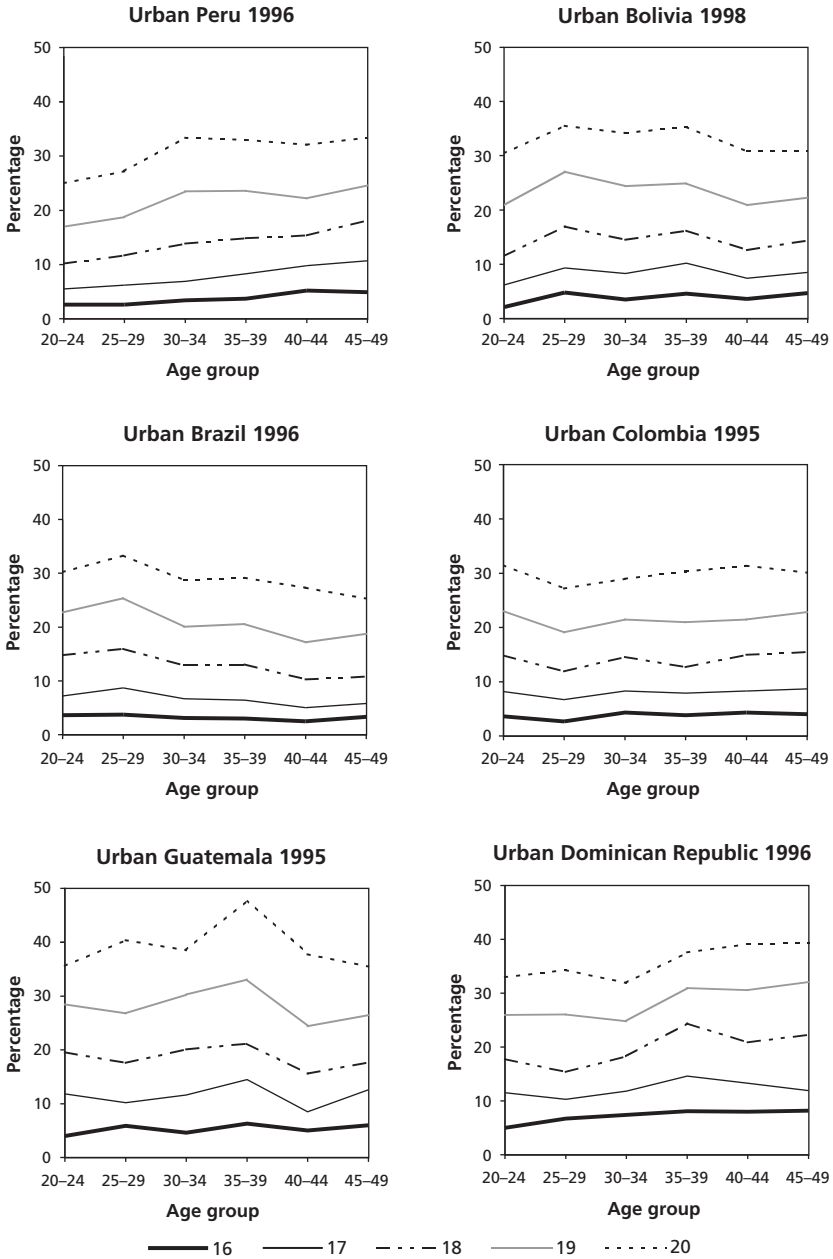 Urban Peru 1996
50
40
30
20
10
0
Percentage
20–24 25–29 30–34 35–39 40–44 45–49
Age group
Urban Bolivia 1998
50
40
30
20
10
0
Percentage
20–24 25–29 30–34 35–39 40–44 45–49
Age group
Urban Brazil 1996
50
40
30
20
10
0
Percentage
20–24 25–29 30–34 35–39 40–44 45–49
Age group
Urban Colombia 1995
50
40
30
20
10
0
Percentage
20–24 25–29 30–34 35–39 40–44 45–49
Age group
Urban Guatemala 1995
50
40
30
20
10
0
Percentage
20–24 25–29 30–34 35–39 40–44 45–49
Age group
Urban Dominican Republic 1996
50
40
30
20
10
0
Percentage
20–24 25–29 30–34 35–39 40–44 45–49
Age group
16 17 18 19 20